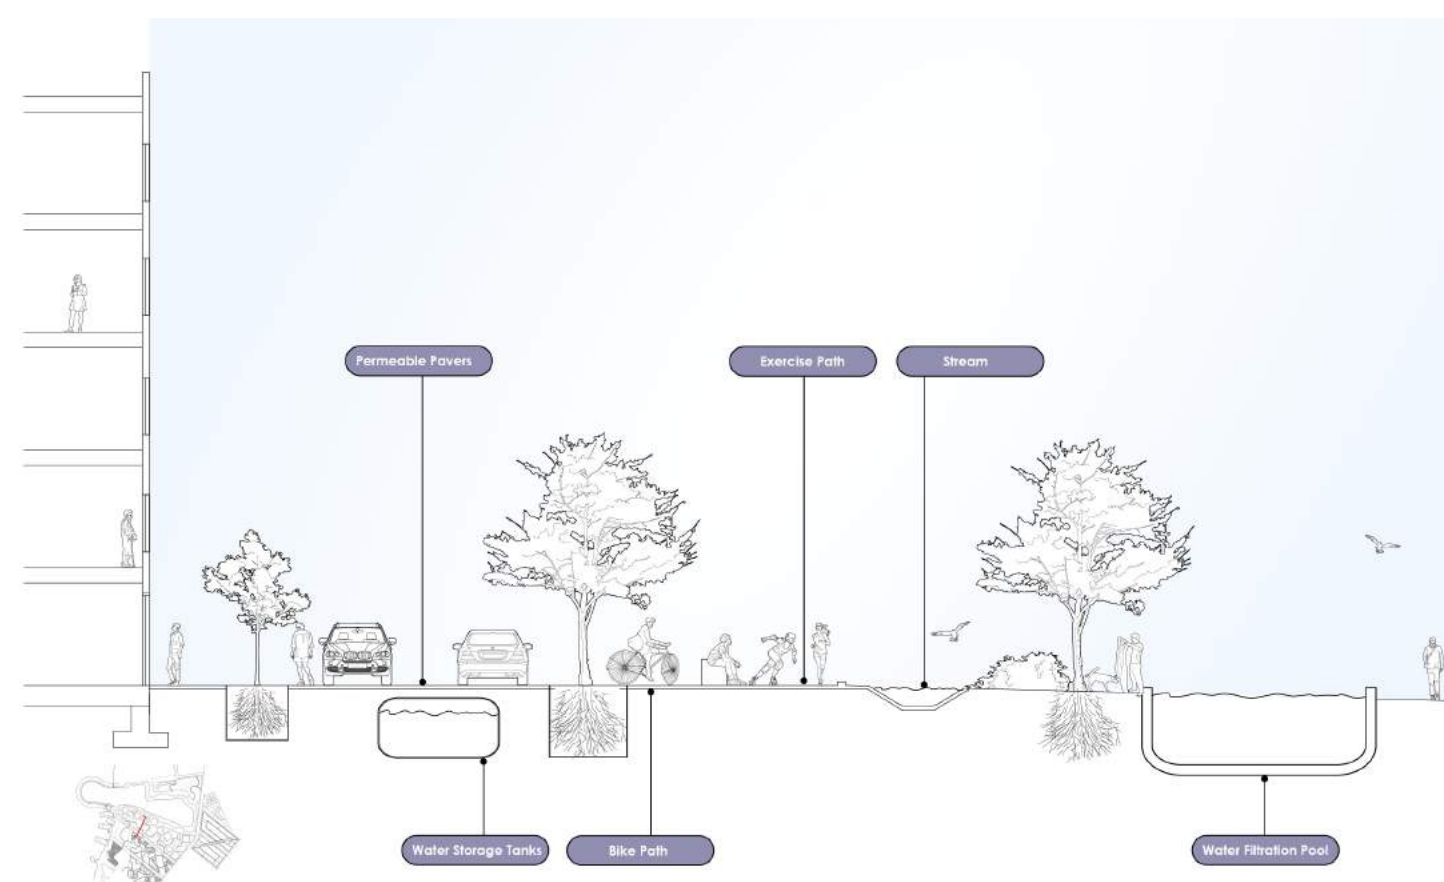 Permeable Pavers
Exercise Path
Stream
Water Storage Tanks
Bike Path
Water Filtration Pool